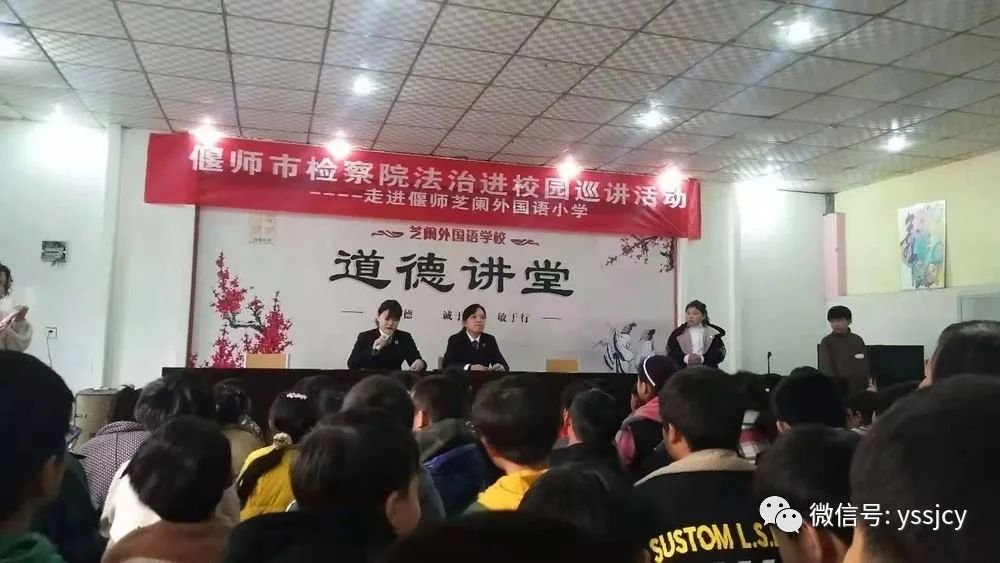 偃师市检察院法治进校园巡讲活动
----走进偃师芝阑外国语小学
芝阑外国语学校
道德讲堂
德 诚于 敏于行
SUSTOM L.S.
微信号: yssjcy